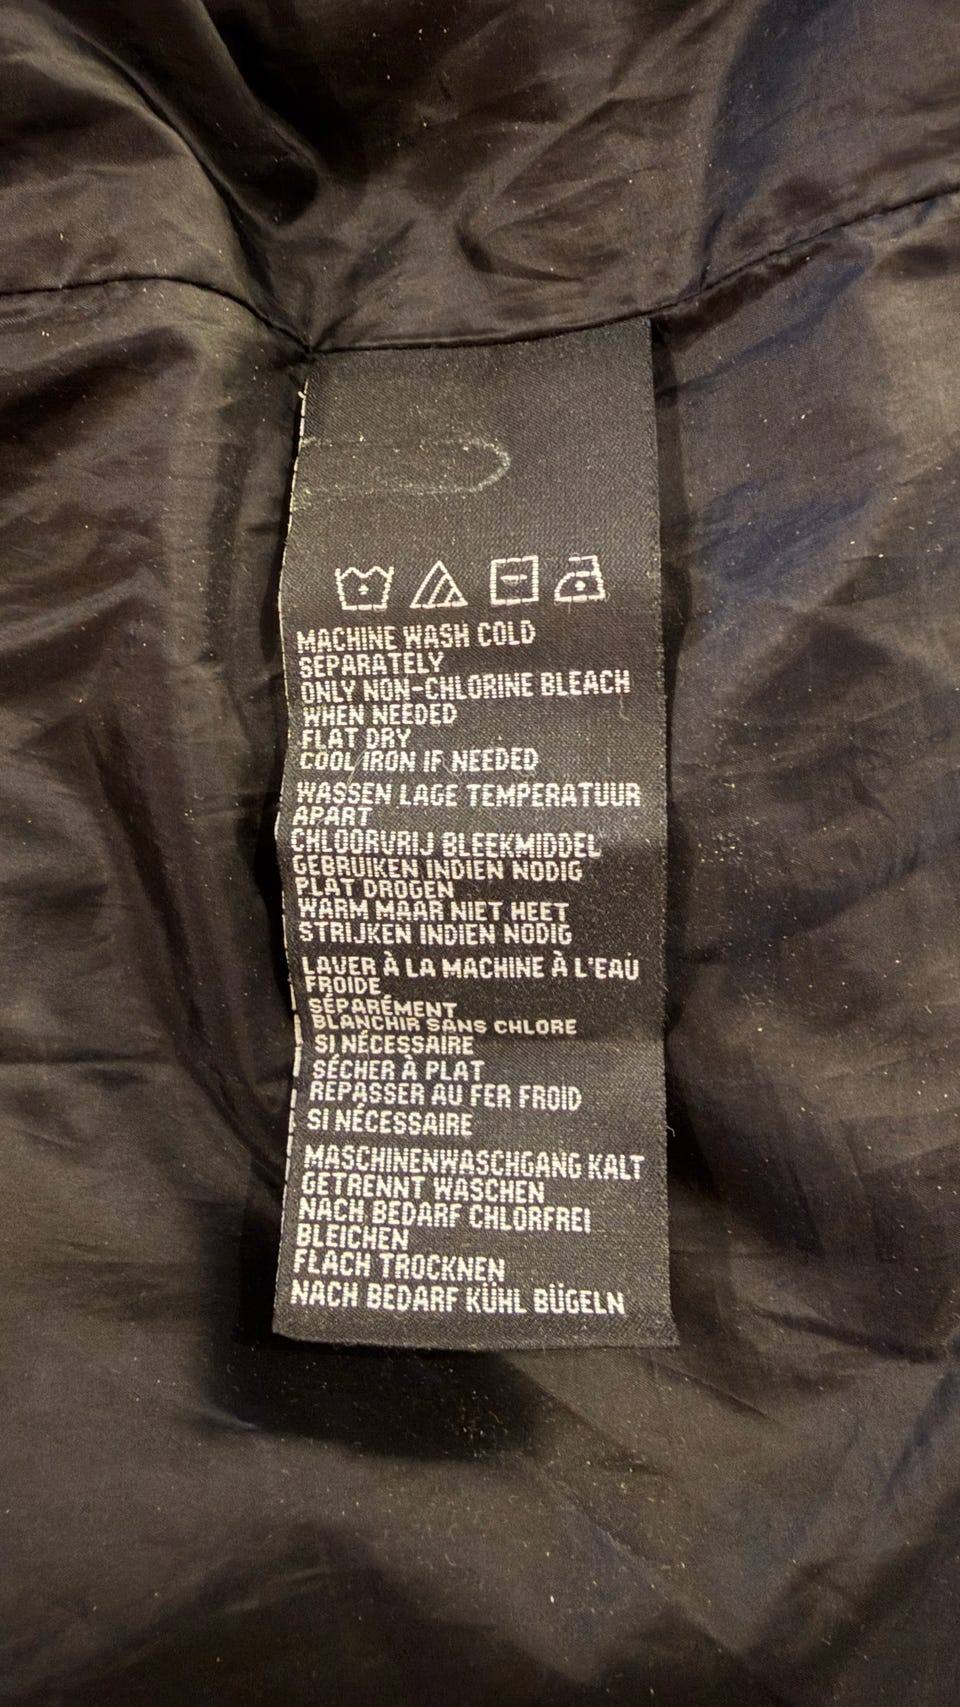 MACHINE WASH COLD
SEPARATELY
ONLY NON-CHLORINE BLEACH
WHEN NEEDED
FLAT DRY
COOL IRON IF NEEDED
WASSEN LAGE TEMPERATUUR
APART
CHLOORVRIJ BLEEKMIDDEL
GEBRUIKEN INDIEN NODIG
PLAT DROGEN
WARM MAAR NIET HEET
STRIJKEN INDIEN NODIG
LAVER À LA MACHINE À L'EAU
FROIDE
SÉPARÉMENT
BLANCHIR SANS CHLORE
SI NÉCESSAIRE
SÉCHER À PLAT
REPASSER AU FER FROID
SI NÉCESSAIRE
MASCHINENWASCHGANG KALT
GETRENNT WASCHEN
NACH BEDARF CHLORFREI
BLEICHEN
FLACH TROCKNEN
NACH BEDARF KÜHL BÜGELN